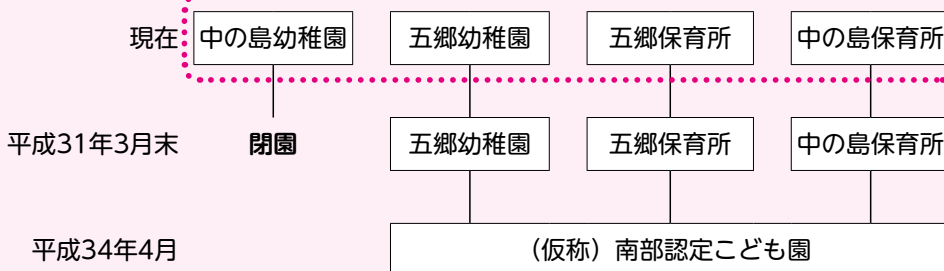 現在 中の島幼稚園 五郷幼稚園 五郷保育所 中の島保育所
平成31年3月末 閉園 五郷幼稚園 五郷保育所 中の島保育所
平成34年4月 （仮称）南部認定こども園